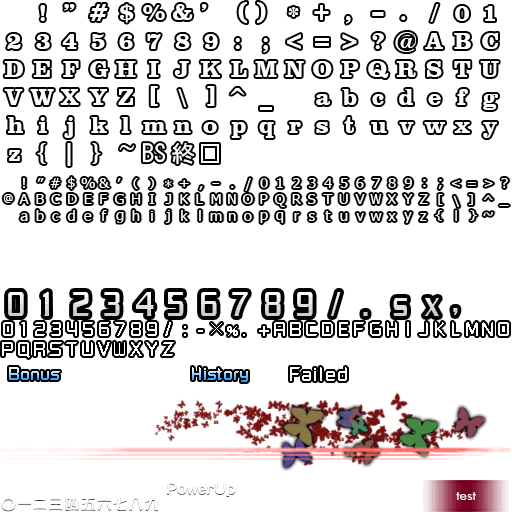 ! " # $ % & ' ( ) * + , - . / 0 1
2 3 4 5 6 7 8 9 : ; < = > ? @ A B C
D E F G H I J K L M N O P Q R S T U
V W X Y Z [ \ ] ^ _ a b c d e f g
h i j k l m n o p q r s t u v w x y
z { | } ~ BS 終 □
! " # $ % & ' ( ) * + , - . / 0 1 2 3 4 5 6 7 8 9 : ; < = > ?
@ A B C D E F G H I J K L M N O P Q R S T U V W X Y Z [ \ ] ^ _
a b c d e f g h i j k l m n o p q r s t u v w x y z { | } ~
0 1 2 3 4 5 6 7 8 9 / . s x ,
0 1 2 3 4 5 6 7 8 9 / : - × % . + A B C D E F G H I J K L M N O
P Q R S T U V W X Y Z
Bonus History Failed
PowerUp
〇一二三四五六七八九
test